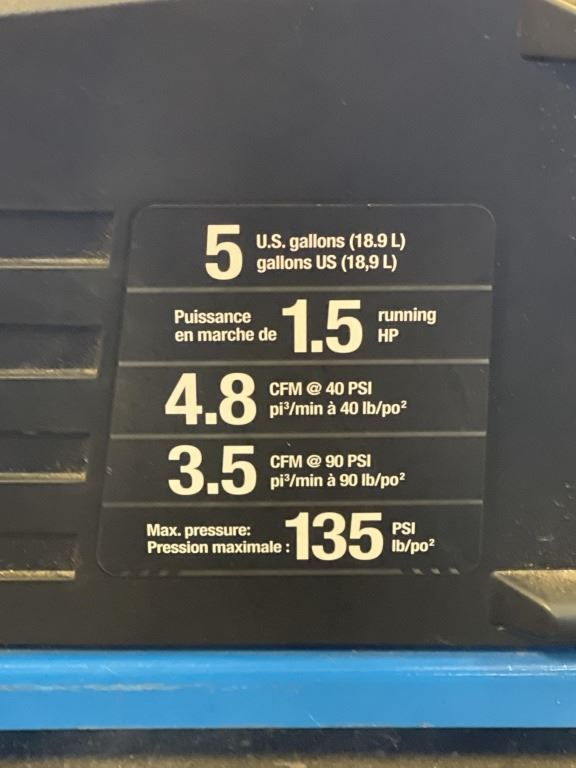 5 U.S. gallons (18.9 L)
gallons US (18,9 L)
Puissance
en marche de 1.5 running
HP
4.8 CFM @ 40 PSI
pi³/min à 40 lb/po²
3.5 CFM @ 90 PSI
pi³/min à 90 lb/po²
Max. pressure:
Pression maximale : 135 PSI
lb/po²